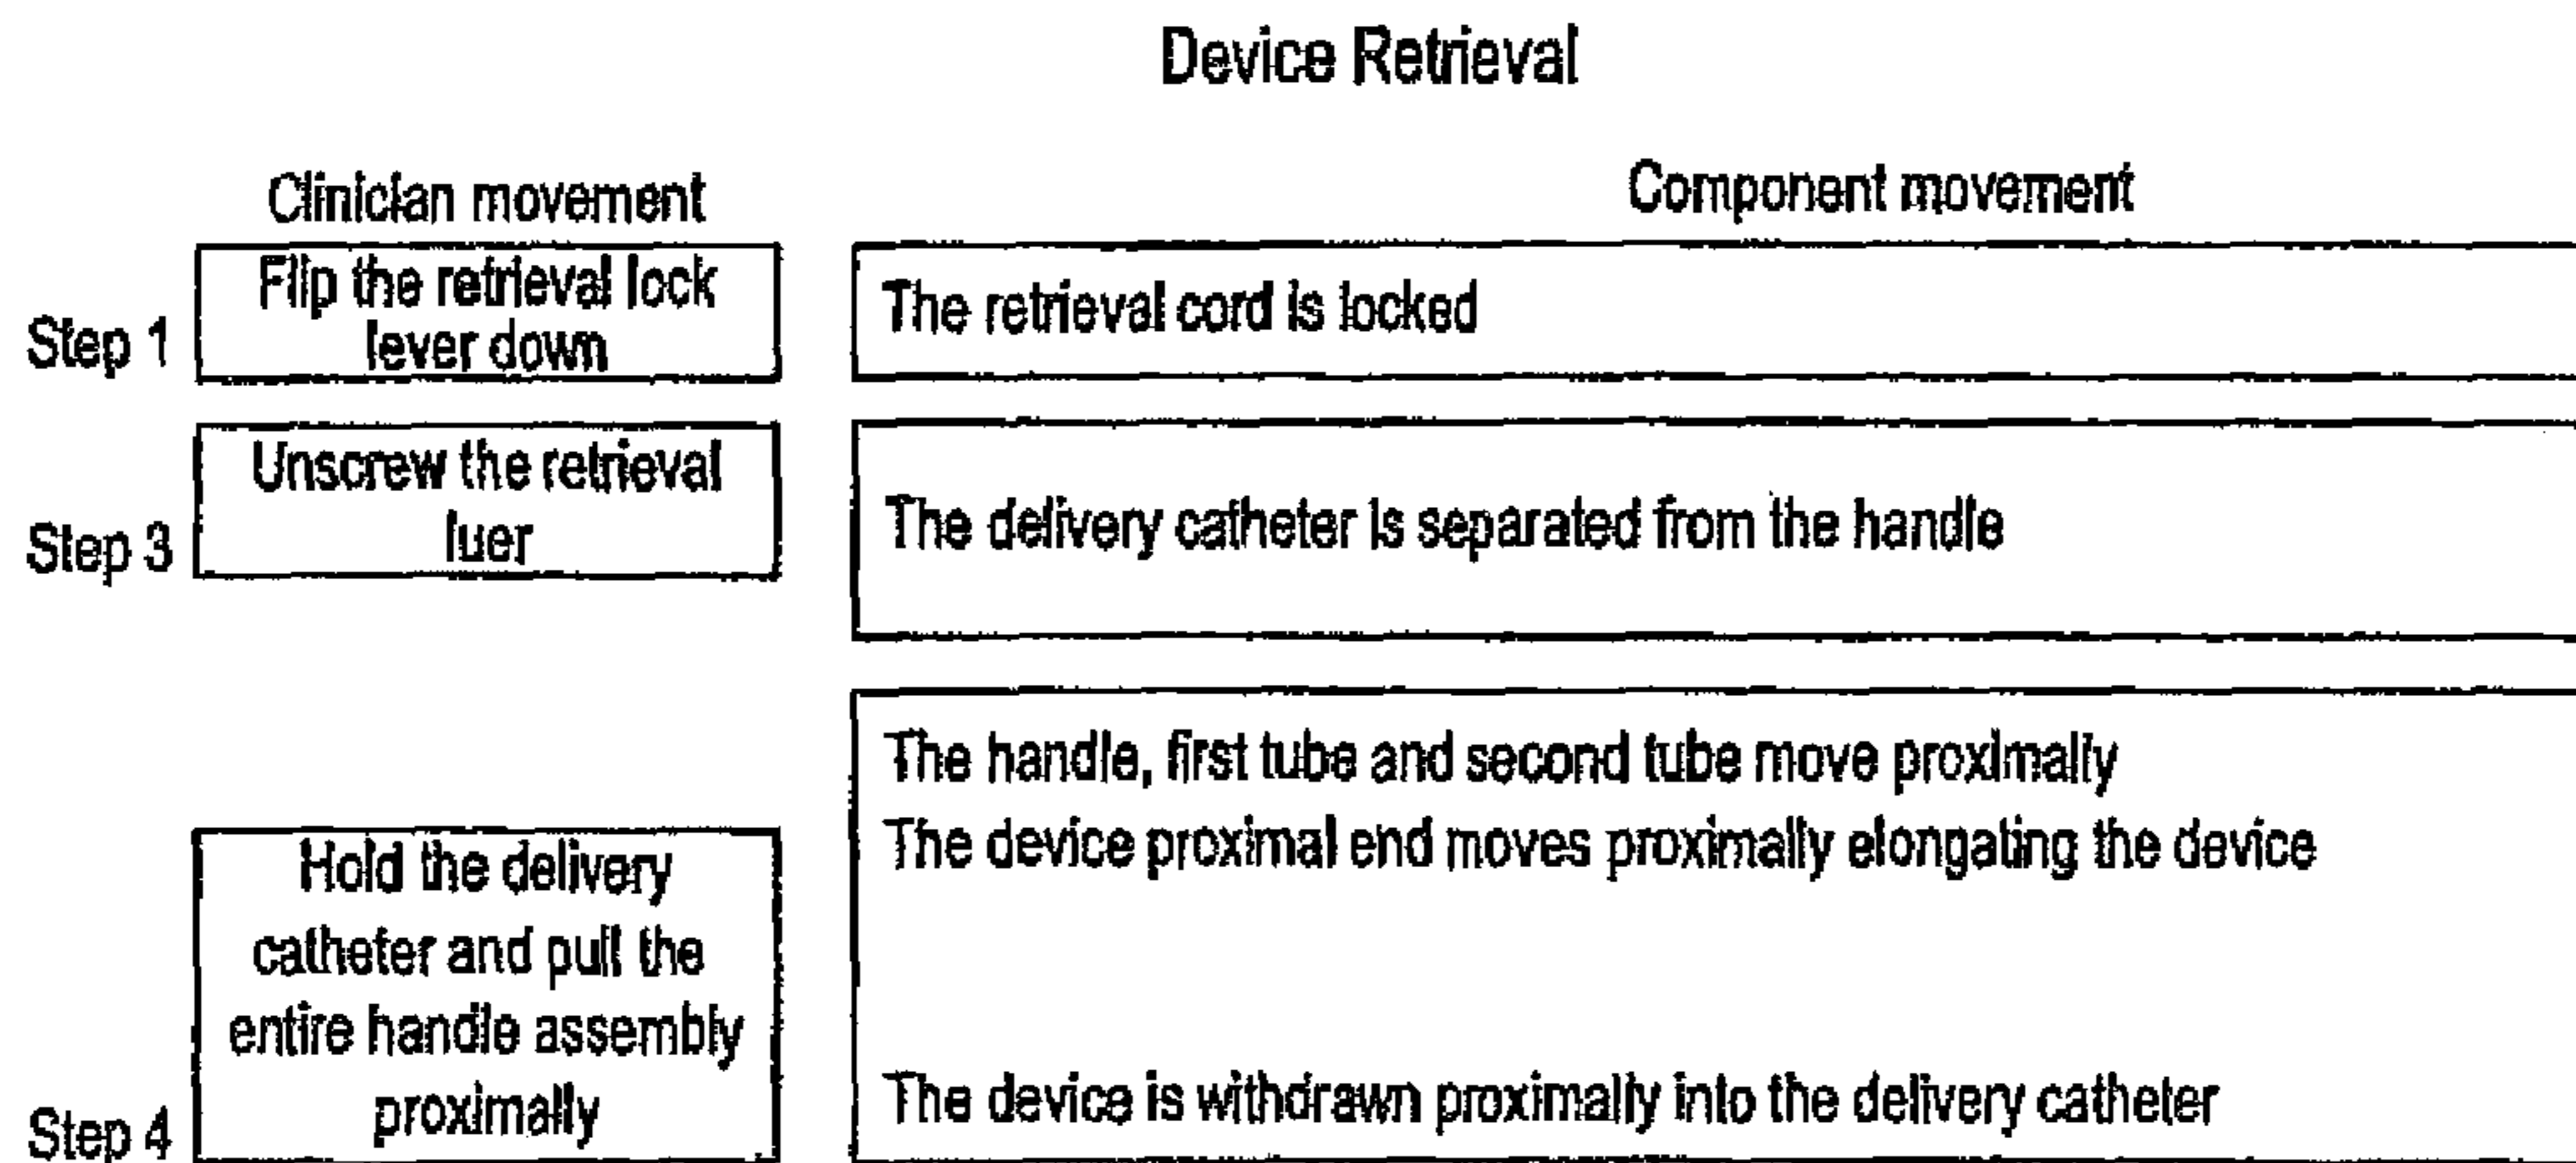 Device Retrieval
Clinician movement
Component movement
Step 1
Flip the retrieval lock
lever down
The retrieval cord is locked
Step 3
Unscrew the retrieval
luer
The delivery catheter is separated from the handle
Step 4
Hold the delivery
catheter and pull the
entire handle assembly
proximally
The handle, first tube and second tube move proximally
The device proximal end moves proximally elongating the device
The device is withdrawn proximally into the delivery catheter